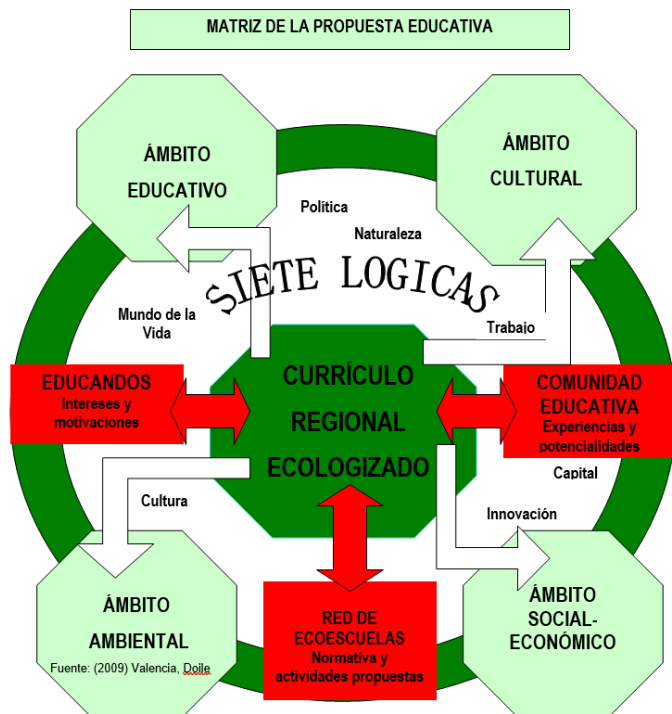 MATRIZ DE LA PROPUESTA EDUCATIVA
ÁMBITO
EDUCATIVO
ÁMBITO
CULTURAL
Política
Naturaleza
SIETE LOGICAS
Mundo de la
Vida
Trabajo
EDUCANDOS
Intereses y
motivaciones
CURRÍCULO
REGIONAL
ECOLOGIZADO
COMUNIDAD
EDUCATIVA
Experiencias y
potencialidades
Capital
Cultura
Innovación
ÁMBITO
AMBIENTAL
Fuente: (2009) Valencia, Doile
RED DE
ECOESCUELAS
Normativa y
actividades propuestas
ÁMBITO
SOCIAL-
ECONÓMICO